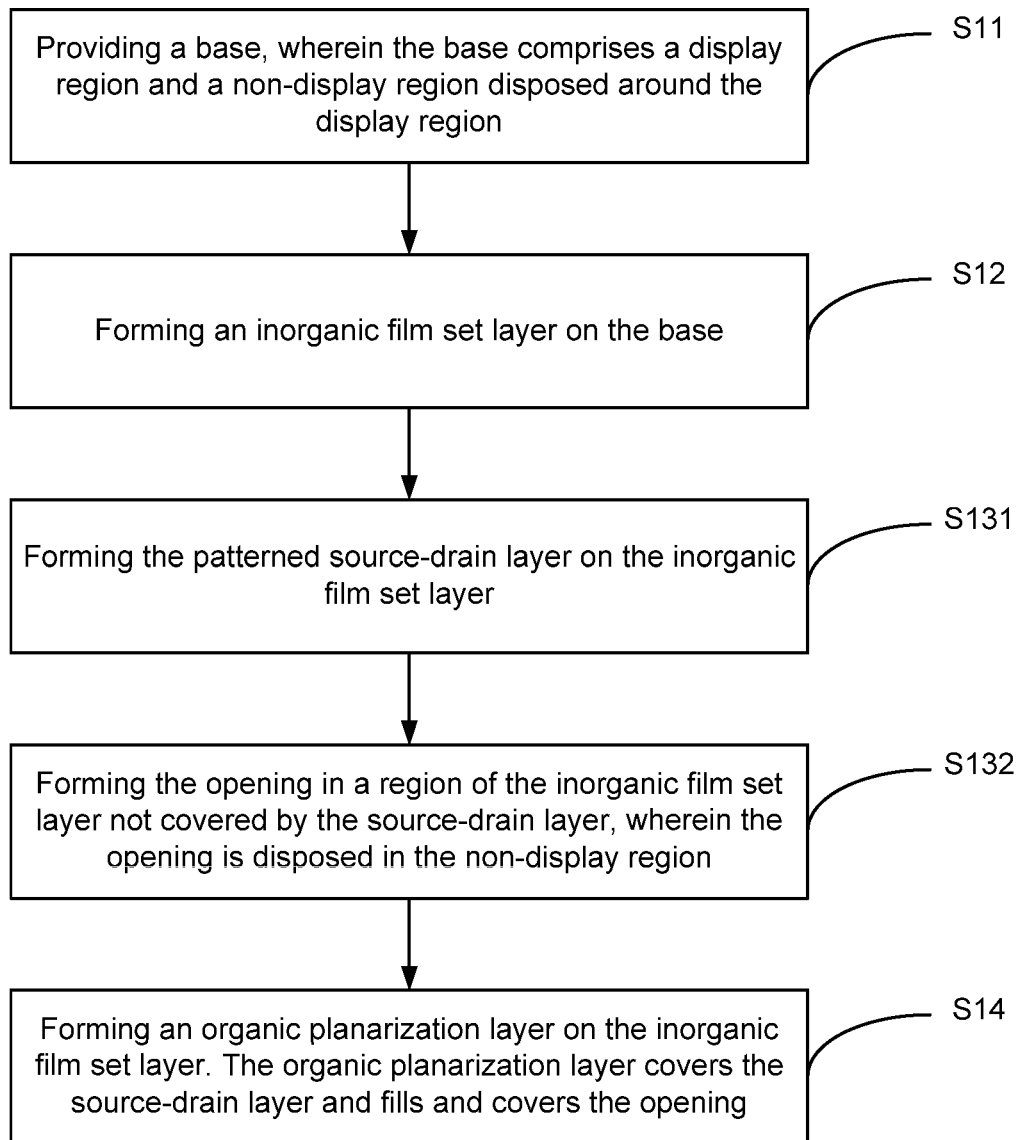 Providing a base, wherein the base comprises a display
region and a non-display region disposed around the
display region
S11
Forming an inorganic film set layer on the base
S12
Forming the patterned source-drain layer on the inorganic
film set layer
S131
Forming the opening in a region of the inorganic film set
layer not covered by the source-drain layer, wherein the
opening is disposed in the non-display region
S132
Forming an organic planarization layer on the inorganic
film set layer. The organic planarization layer covers the
source-drain layer and fills and covers the opening
S14